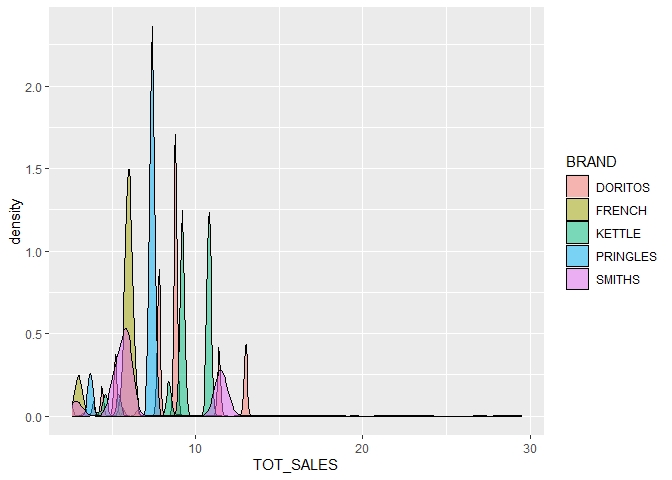 2.0
1.5
1.0
0.5
0.0
density
10
20
30
TOT_SALES
BRAND
DORITOS
FRENCH
KETTLE
PRINGLES
SMITHS